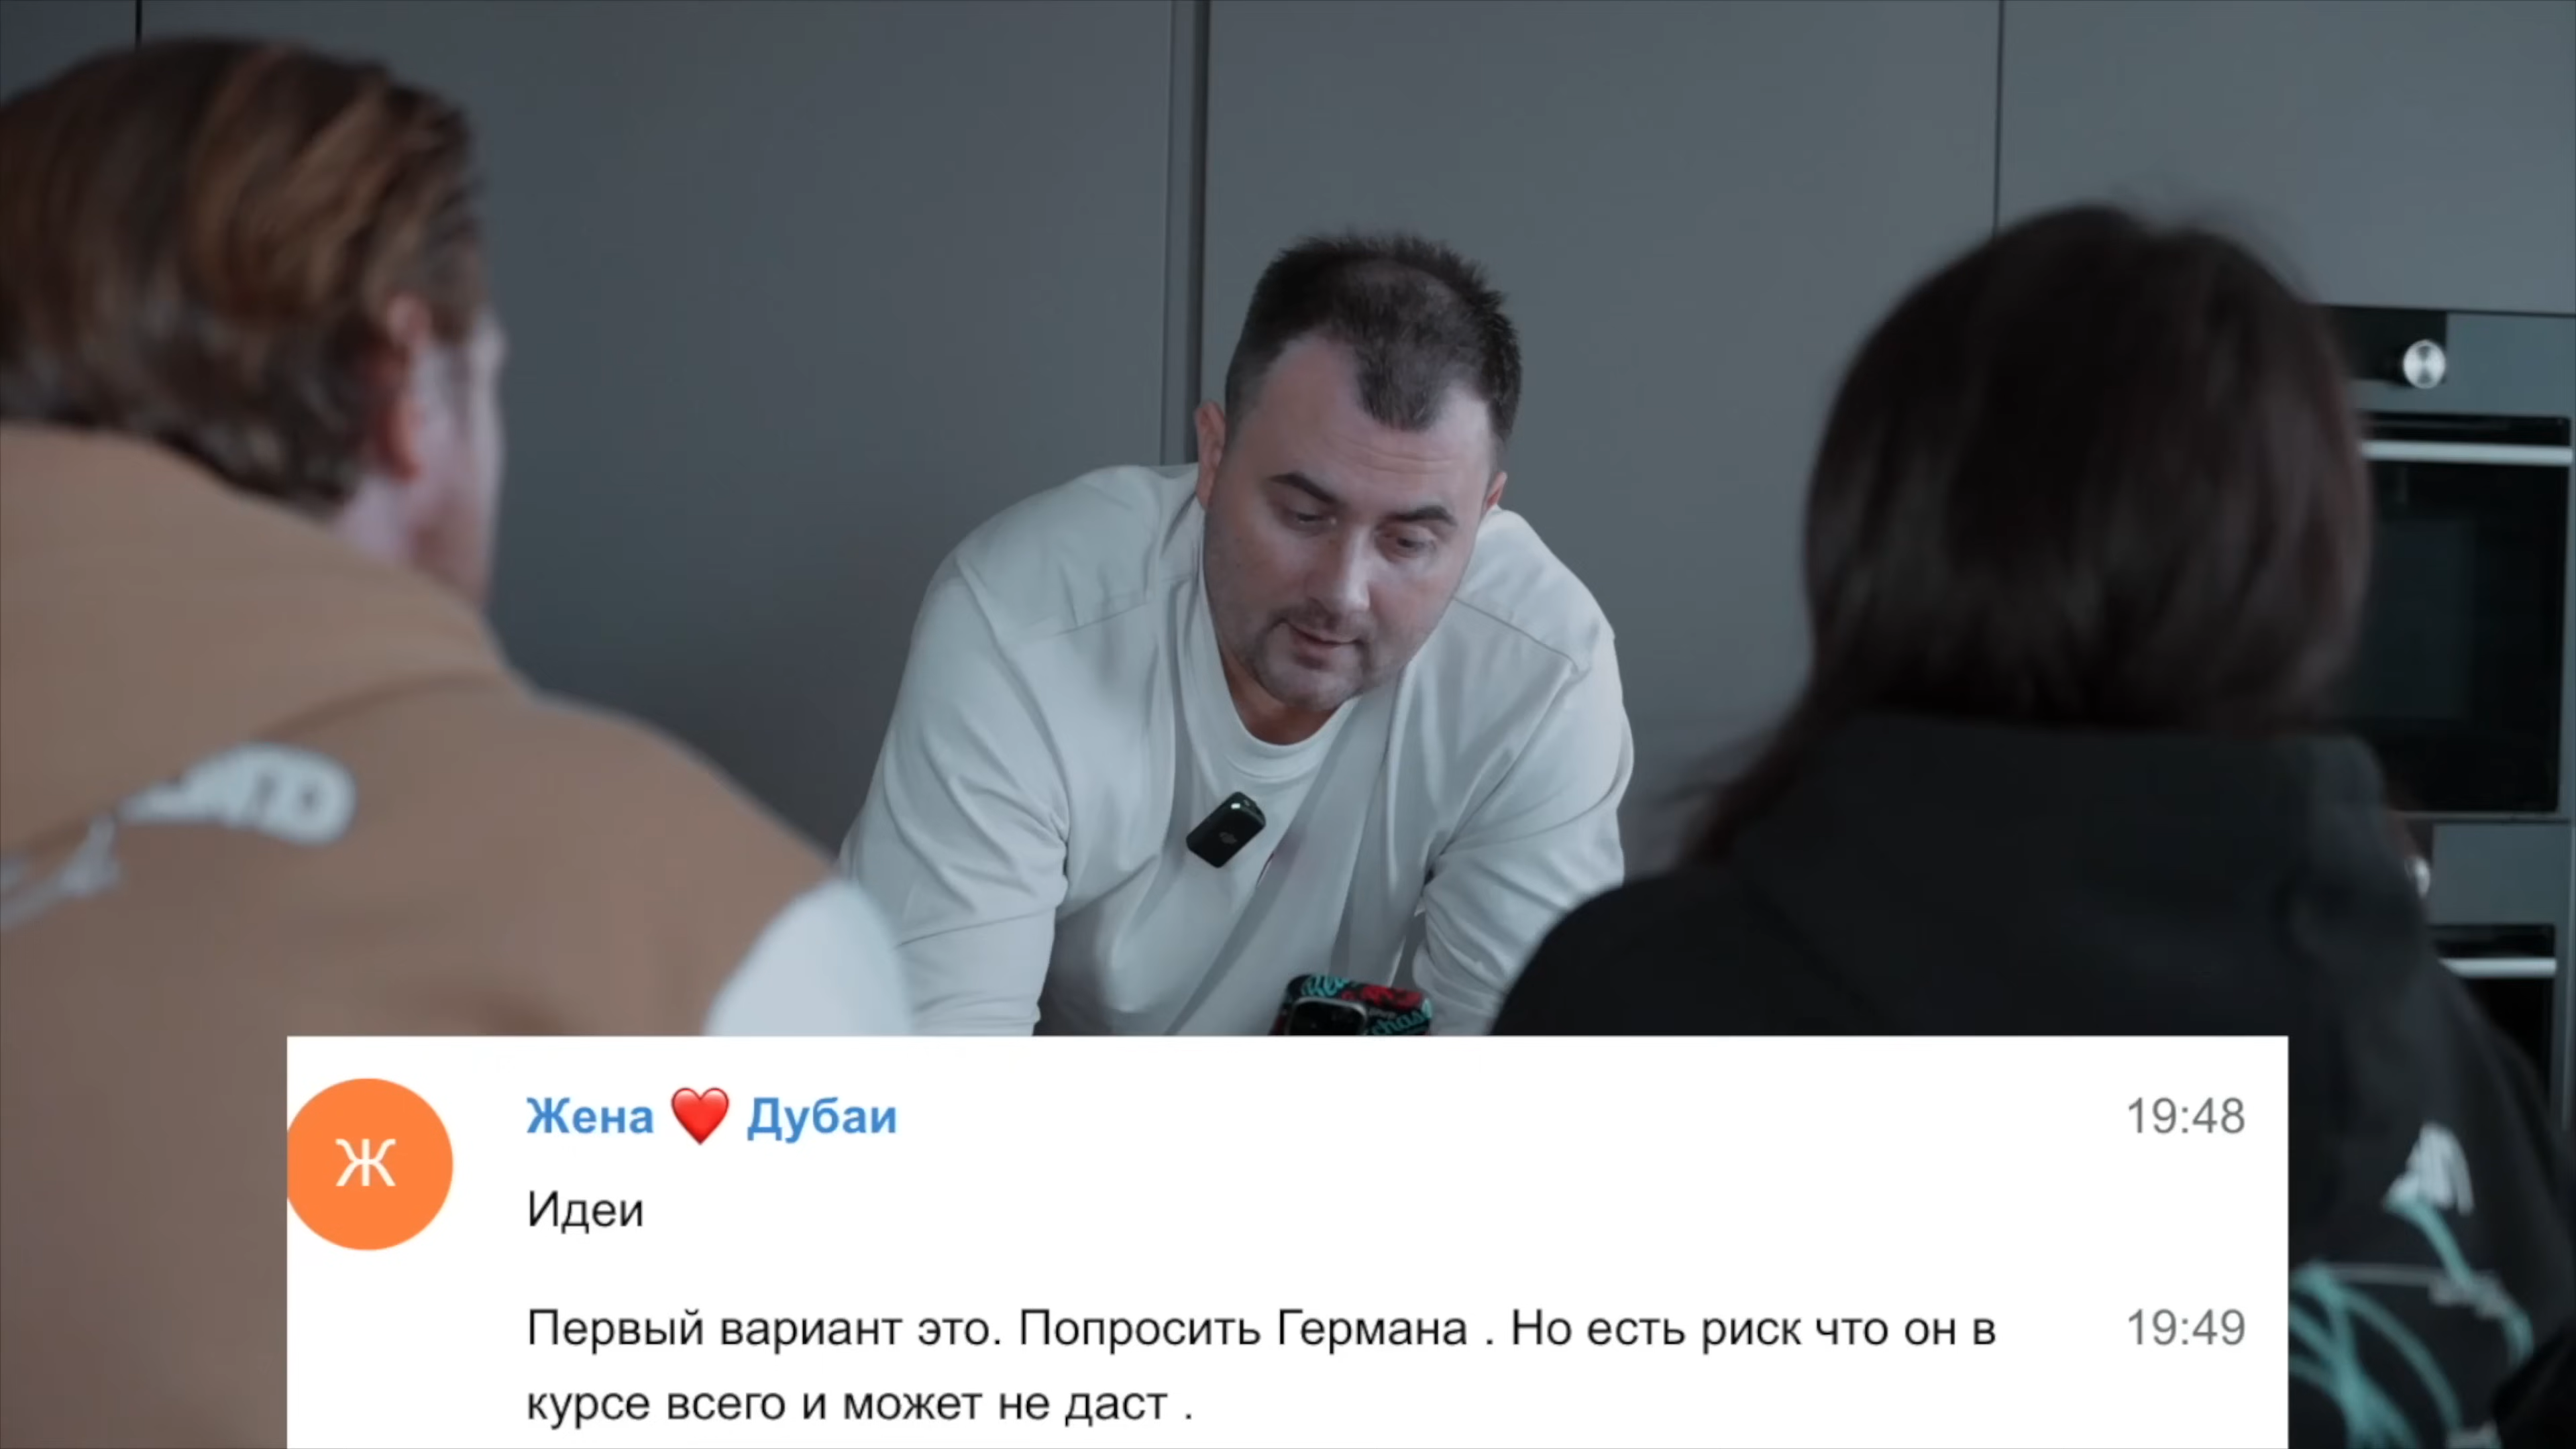 Жена ❤️ Дубаи 19:48
Ж
Идеи
Первый вариант это. Попросить Германа . Но есть риск что он в 19:49
курсе всего и может не даст .